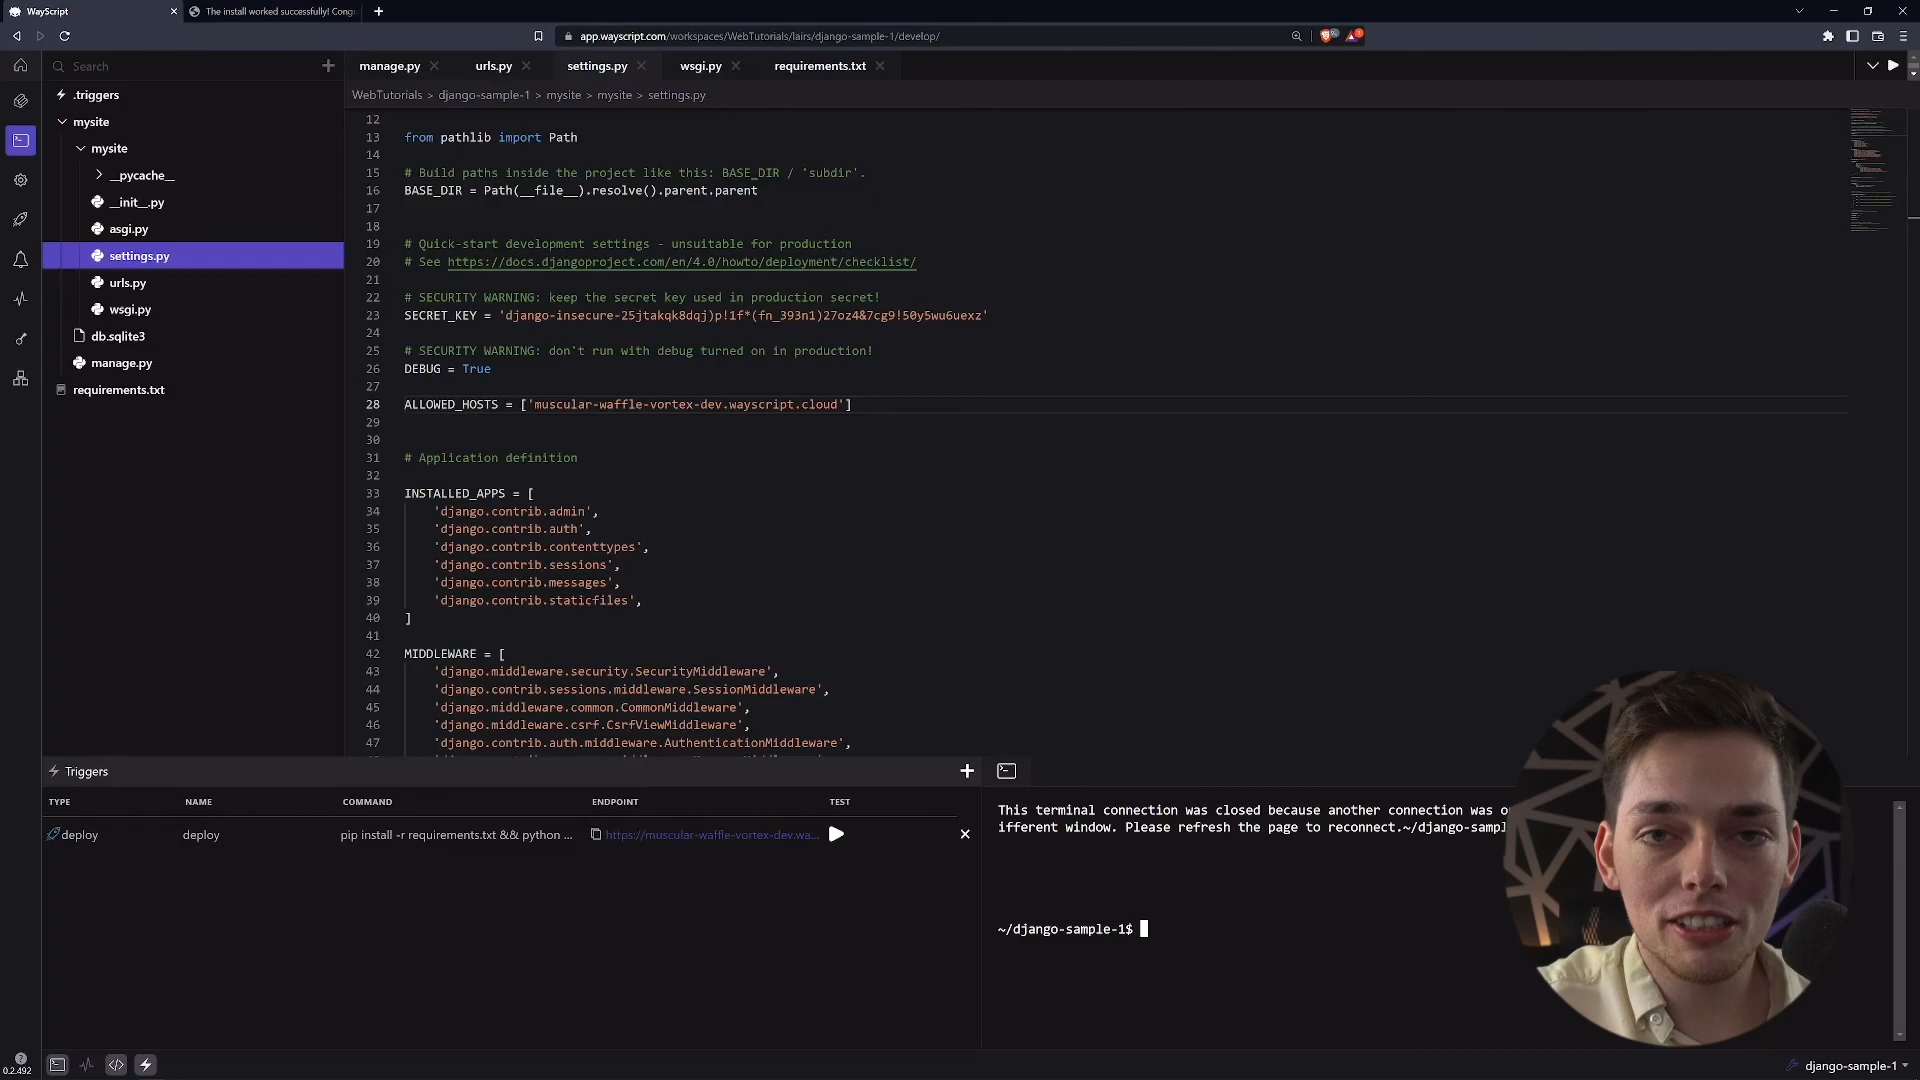 WayScript
The install worked successfully! Congr
app.wayscript.com/workspaces/WebTutorials/lairs/django-sample-1/develop/
Search
manage.py
urls.py
settings.py
wsgi.py
requirements.txt
.triggers
mysite
mysite
__pycache__
__init__.py
asgi.py
settings.py
urls.py
wsgi.py
db.sqlite3
manage.py
requirements.txt
WebTutorials > django-sample-1 > mysite > mysite > settings.py
12
13 from pathlib import Path
14
15 # Build paths inside the project like this: BASE_DIR / 'subdir'.
16 BASE_DIR = Path(__file__).resolve().parent.parent
17
18
19 # Quick-start development settings - unsuitable for production
20 # See https://docs.djangoproject.com/en/4.0/howto/deployment/checklist/
21
22 # SECURITY WARNING: keep the secret key used in production secret!
23 SECRET_KEY = 'django-insecure-25jtakqk8dqj)p!1f*(fn_393n1)27oz4&7cg9!50y5wu6uexz'
24
25 # SECURITY WARNING: don't run with debug turned on in production!
26 DEBUG = True
27
28 ALLOWED_HOSTS = ['muscular-waffle-vortex-dev.wayscript.cloud']
29
30
31 # Application definition
32
33 INSTALLED_APPS = [
34 'django.contrib.admin',
35 'django.contrib.auth',
36 'django.contrib.contenttypes',
37 'django.contrib.sessions',
38 'django.contrib.messages',
39 'django.contrib.staticfiles',
40 ]
41
42 MIDDLEWARE = [
43 'django.middleware.security.SecurityMiddleware',
44 'django.contrib.sessions.middleware.SessionMiddleware',
45 'django.middleware.common.CommonMiddleware',
46 'django.middleware.csrf.CsrfViewMiddleware',
47 'django.contrib.auth.middleware.AuthenticationMiddleware',
Triggers
TYPE NAME COMMAND ENDPOINT TEST
deploy deploy pip install -r requirements.txt && python ... https://muscular-waffle-vortex-dev.wa...
This terminal connection was closed because another connection was o
ifferent window. Please refresh the page to reconnect.~/django-sampl
~/django-sample-1$
0.2.492
django-sample-1